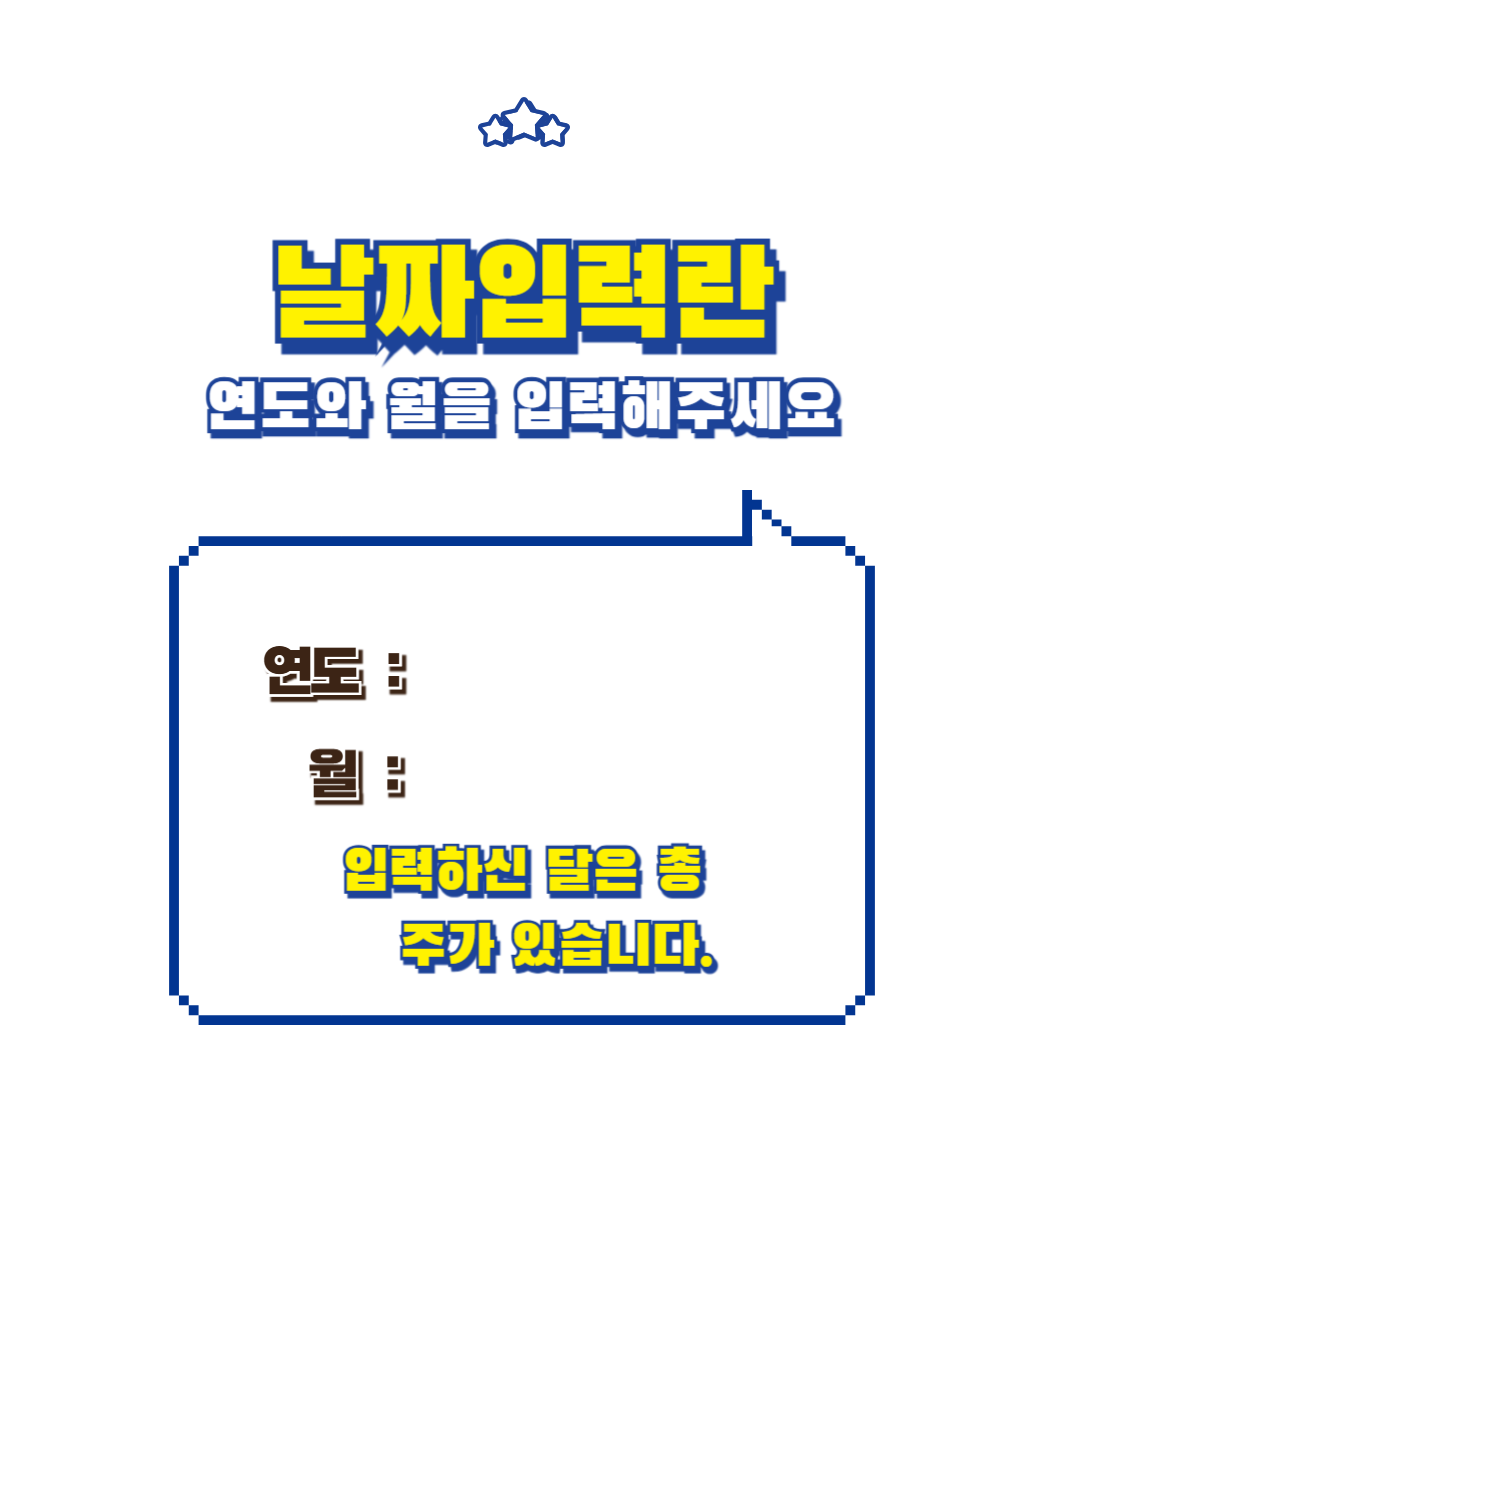 날짜입력란
연도와 월을 입력해주세요
연도 :
월 :
입력하신 달은 총
주가 있습니다.